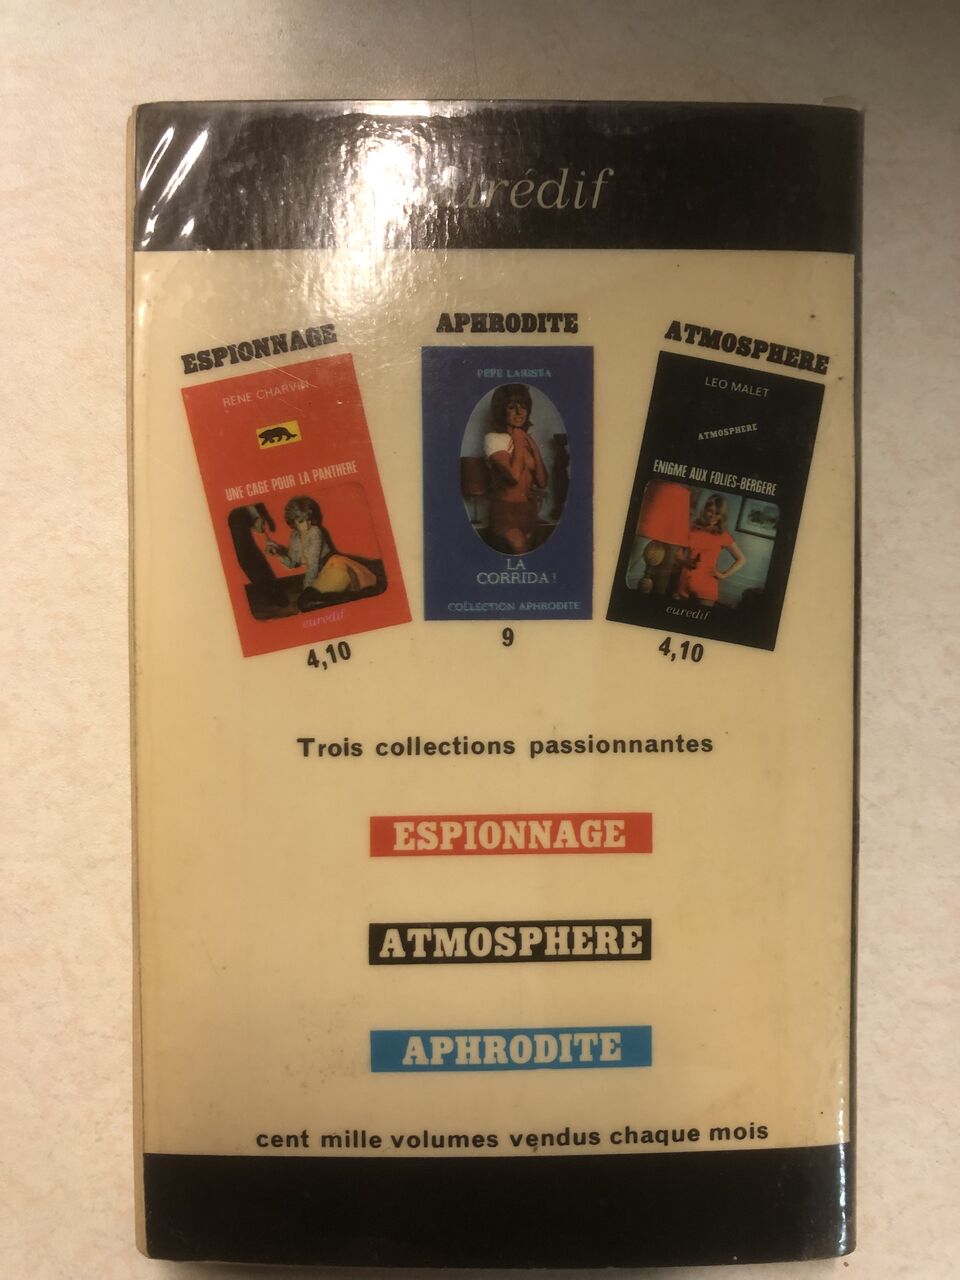 eurédif
ESPIONNAGE
RENE CHARVIN
UNE CAGE POUR LA PANTHERE
eurédif
4,10
APHRODITE
PEPE LARISTA
LA
CORRIDA !
COLLECTION APHRODITE
9
ATMOSPHERE
LEO MALET
ATMOSPHERE
ENIGME AUX FOLIES-BERGERE
eurédif
4,10
Trois collections passionnantes
ESPIONNAGE
ATMOSPHERE
APHRODITE
cent mille volumes vendus chaque mois